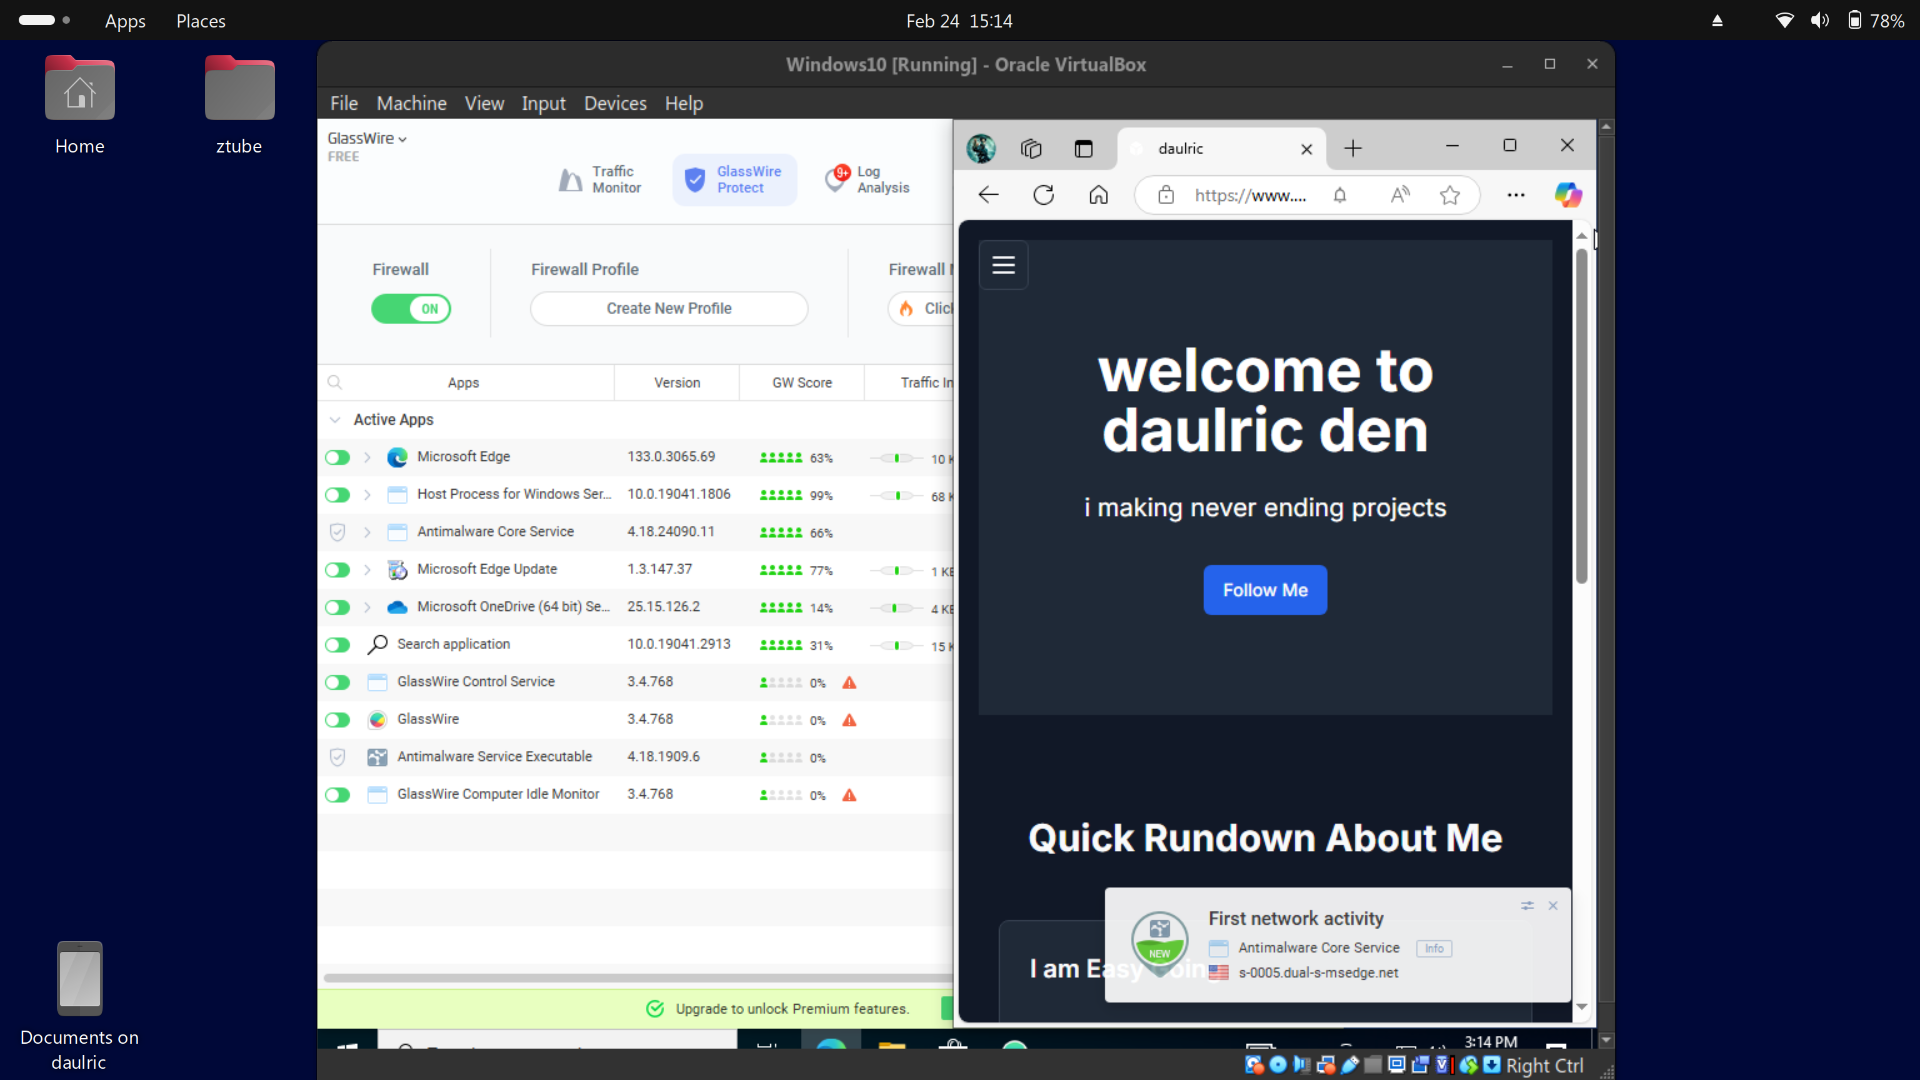 Apps
Places
Feb 24 15:14
78%
Home
ztube
Documents on
daulric
Windows10 [Running] - Oracle VirtualBox
File Machine View Input Devices Help
GlassWire
FREE
Traffic
Monitor
GlassWire
Protect
9+
Log
Analysis
Firewall
ON
Firewall Profile
Create New Profile
Firewall
Apps
Version
GW Score
Traffic In
Active Apps
Microsoft Edge 133.0.3065.69 63% 10
Host Process for Windows Ser... 10.0.19041.1806 99% 68
Antimalware Core Service 4.18.24090.11 66%
Microsoft Edge Update 1.3.147.37 77% 1 KB
Microsoft OneDrive (64 bit) Se... 25.15.126.2 14% 4 KB
Search application 10.0.19041.2913 31% 15
GlassWire Control Service 3.4.768 0%
GlassWire 3.4.768 0%
Antimalware Service Executable 4.18.1909.6 0%
GlassWire Computer Idle Monitor 3.4.768 0%
Upgrade to unlock Premium features.
daulric
https://www....
welcome to
daulric den
i making never ending projects
Follow Me
Quick Rundown About Me
I am Easy
First network activity
NEW
Antimalware Core Service
Info
s-0005.dual-s-msedge.net
3:14 PM
Right Ctrl